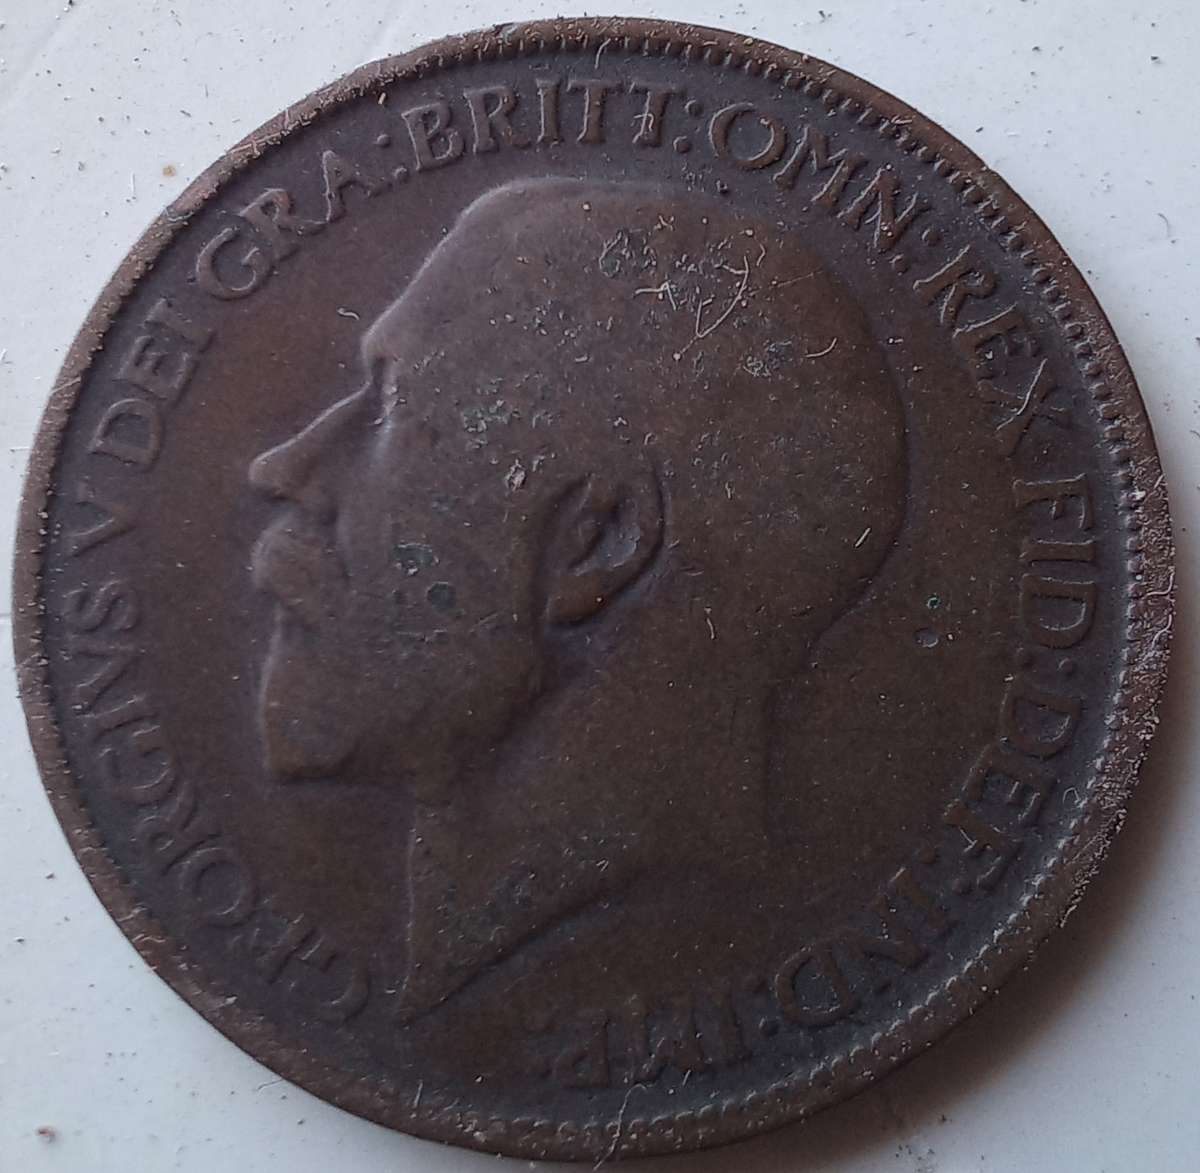 GEORGIVS V DEI GRA: BRITT: OMN: REX FID: DEF: IND: IMP: